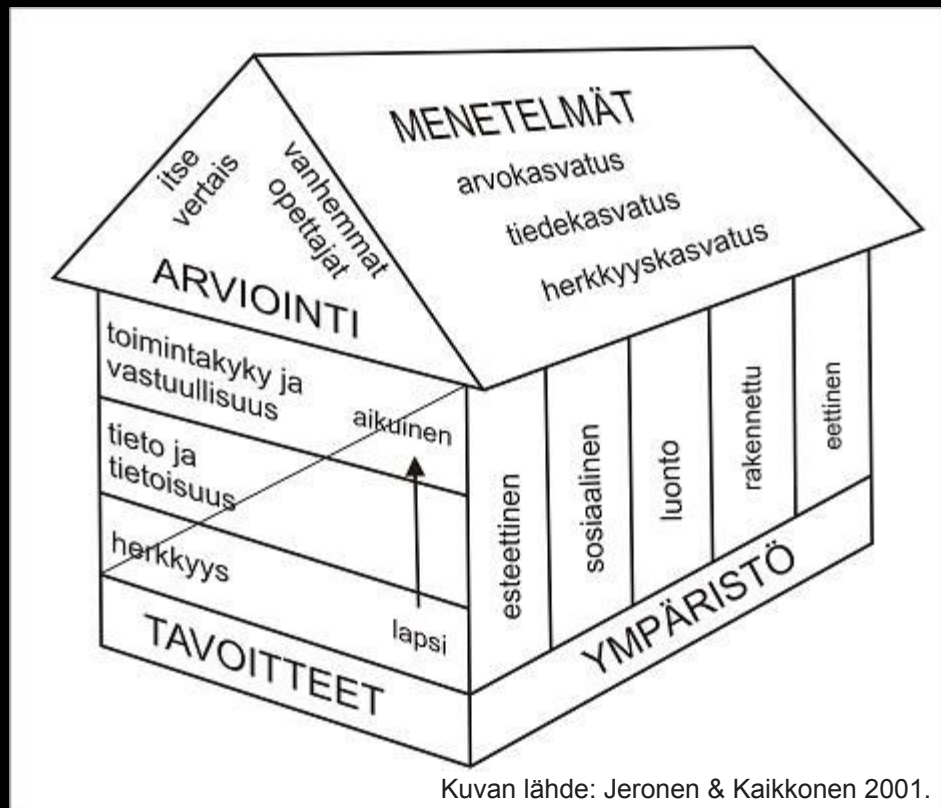 MENETELMÄT
arvokasvatus
tiedekasvatus
herkkyyskasvatus
itse
vertais
vanhemmat
opettajat
ARVIOINTI
toimintakyky ja
vastuullisuus
aikuinen
tieto ja
tietoisuus
herkkyys
lapsi
TAVOITTEET
esteettinen
sosiaalinen
luonto
rakennettu
eettinen
YMPÄRISTÖ
Kuvan lähde: Jeronen & Kaikkonen 2001.